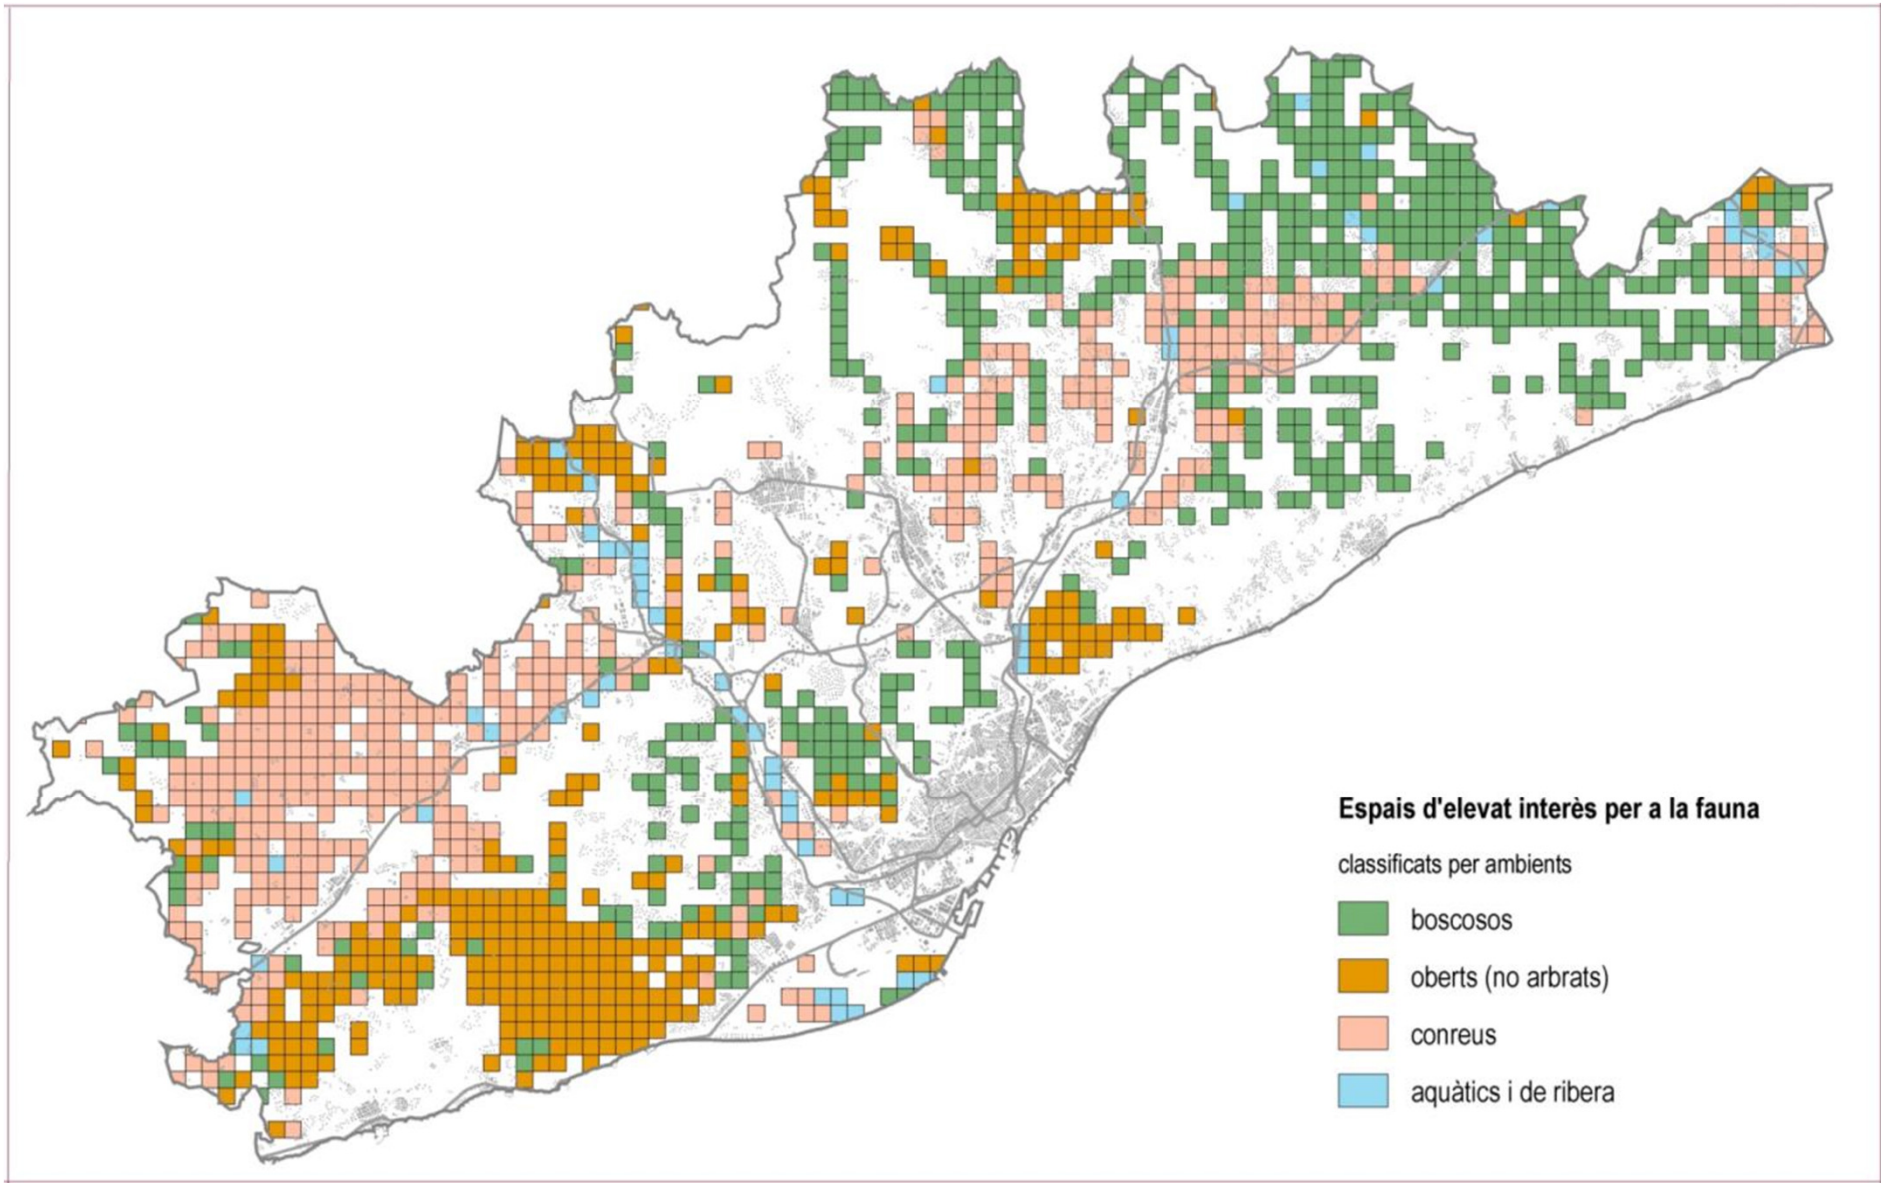 Espais d'elevat interès per a la fauna
classificats per ambients
boscosos
oberts (no arbrats)
conreus
aquàtics i de ribera